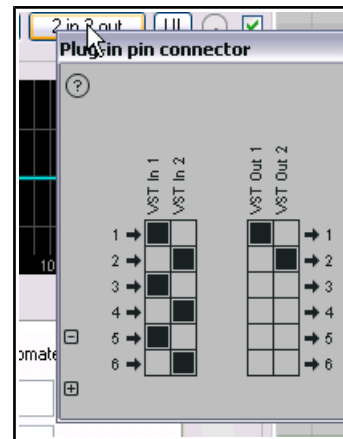 2 in 2 out UI
Plug-in pin connector
?
VST In 1
VST In 2
VST Out 1
VST Out 2
1 1
2 2
3 3
4 4
5 5
6 6
10